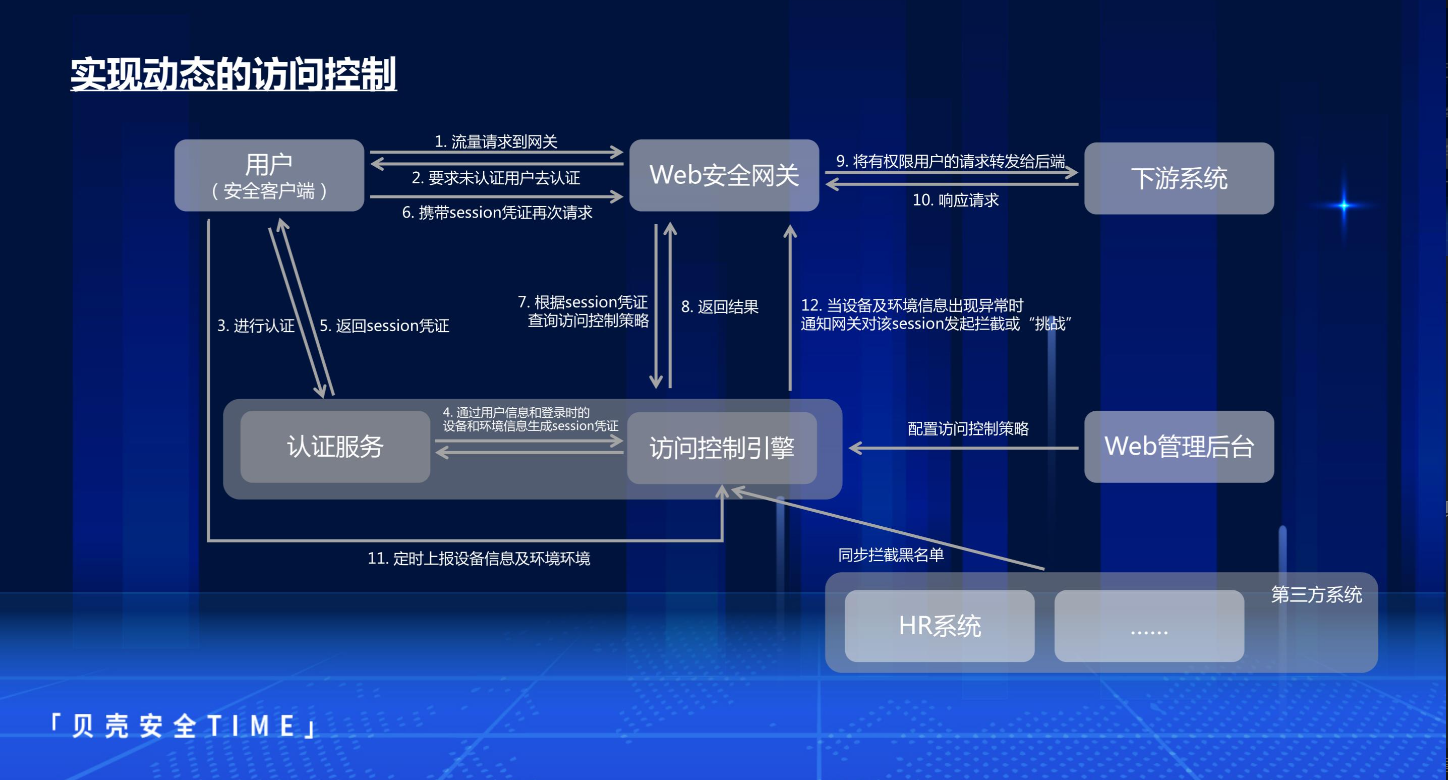 实现动态的访问控制
用户
（安全客户端）
1. 流量请求到网关
2. 要求未认证用户去认证
6. 携带session凭证再次请求
Web安全网关
9. 将有权限用户的请求转发给后端
10. 响应请求
下游系统
3. 进行认证
5. 返回session凭证
7. 根据session凭证
查询访问控制策略
8. 返回结果
12. 当设备及环境信息出现异常时
通知网关对该session发起拦截或“挑战”
认证服务
4. 通过用户信息和登录时的
设备和环境信息生成session凭证
访问控制引擎
配置访问控制策略
Web管理后台
11. 定时上报设备信息及环境环境
同步拦截黑名单
第三方系统
HR系统
……
「贝壳安全TIME」